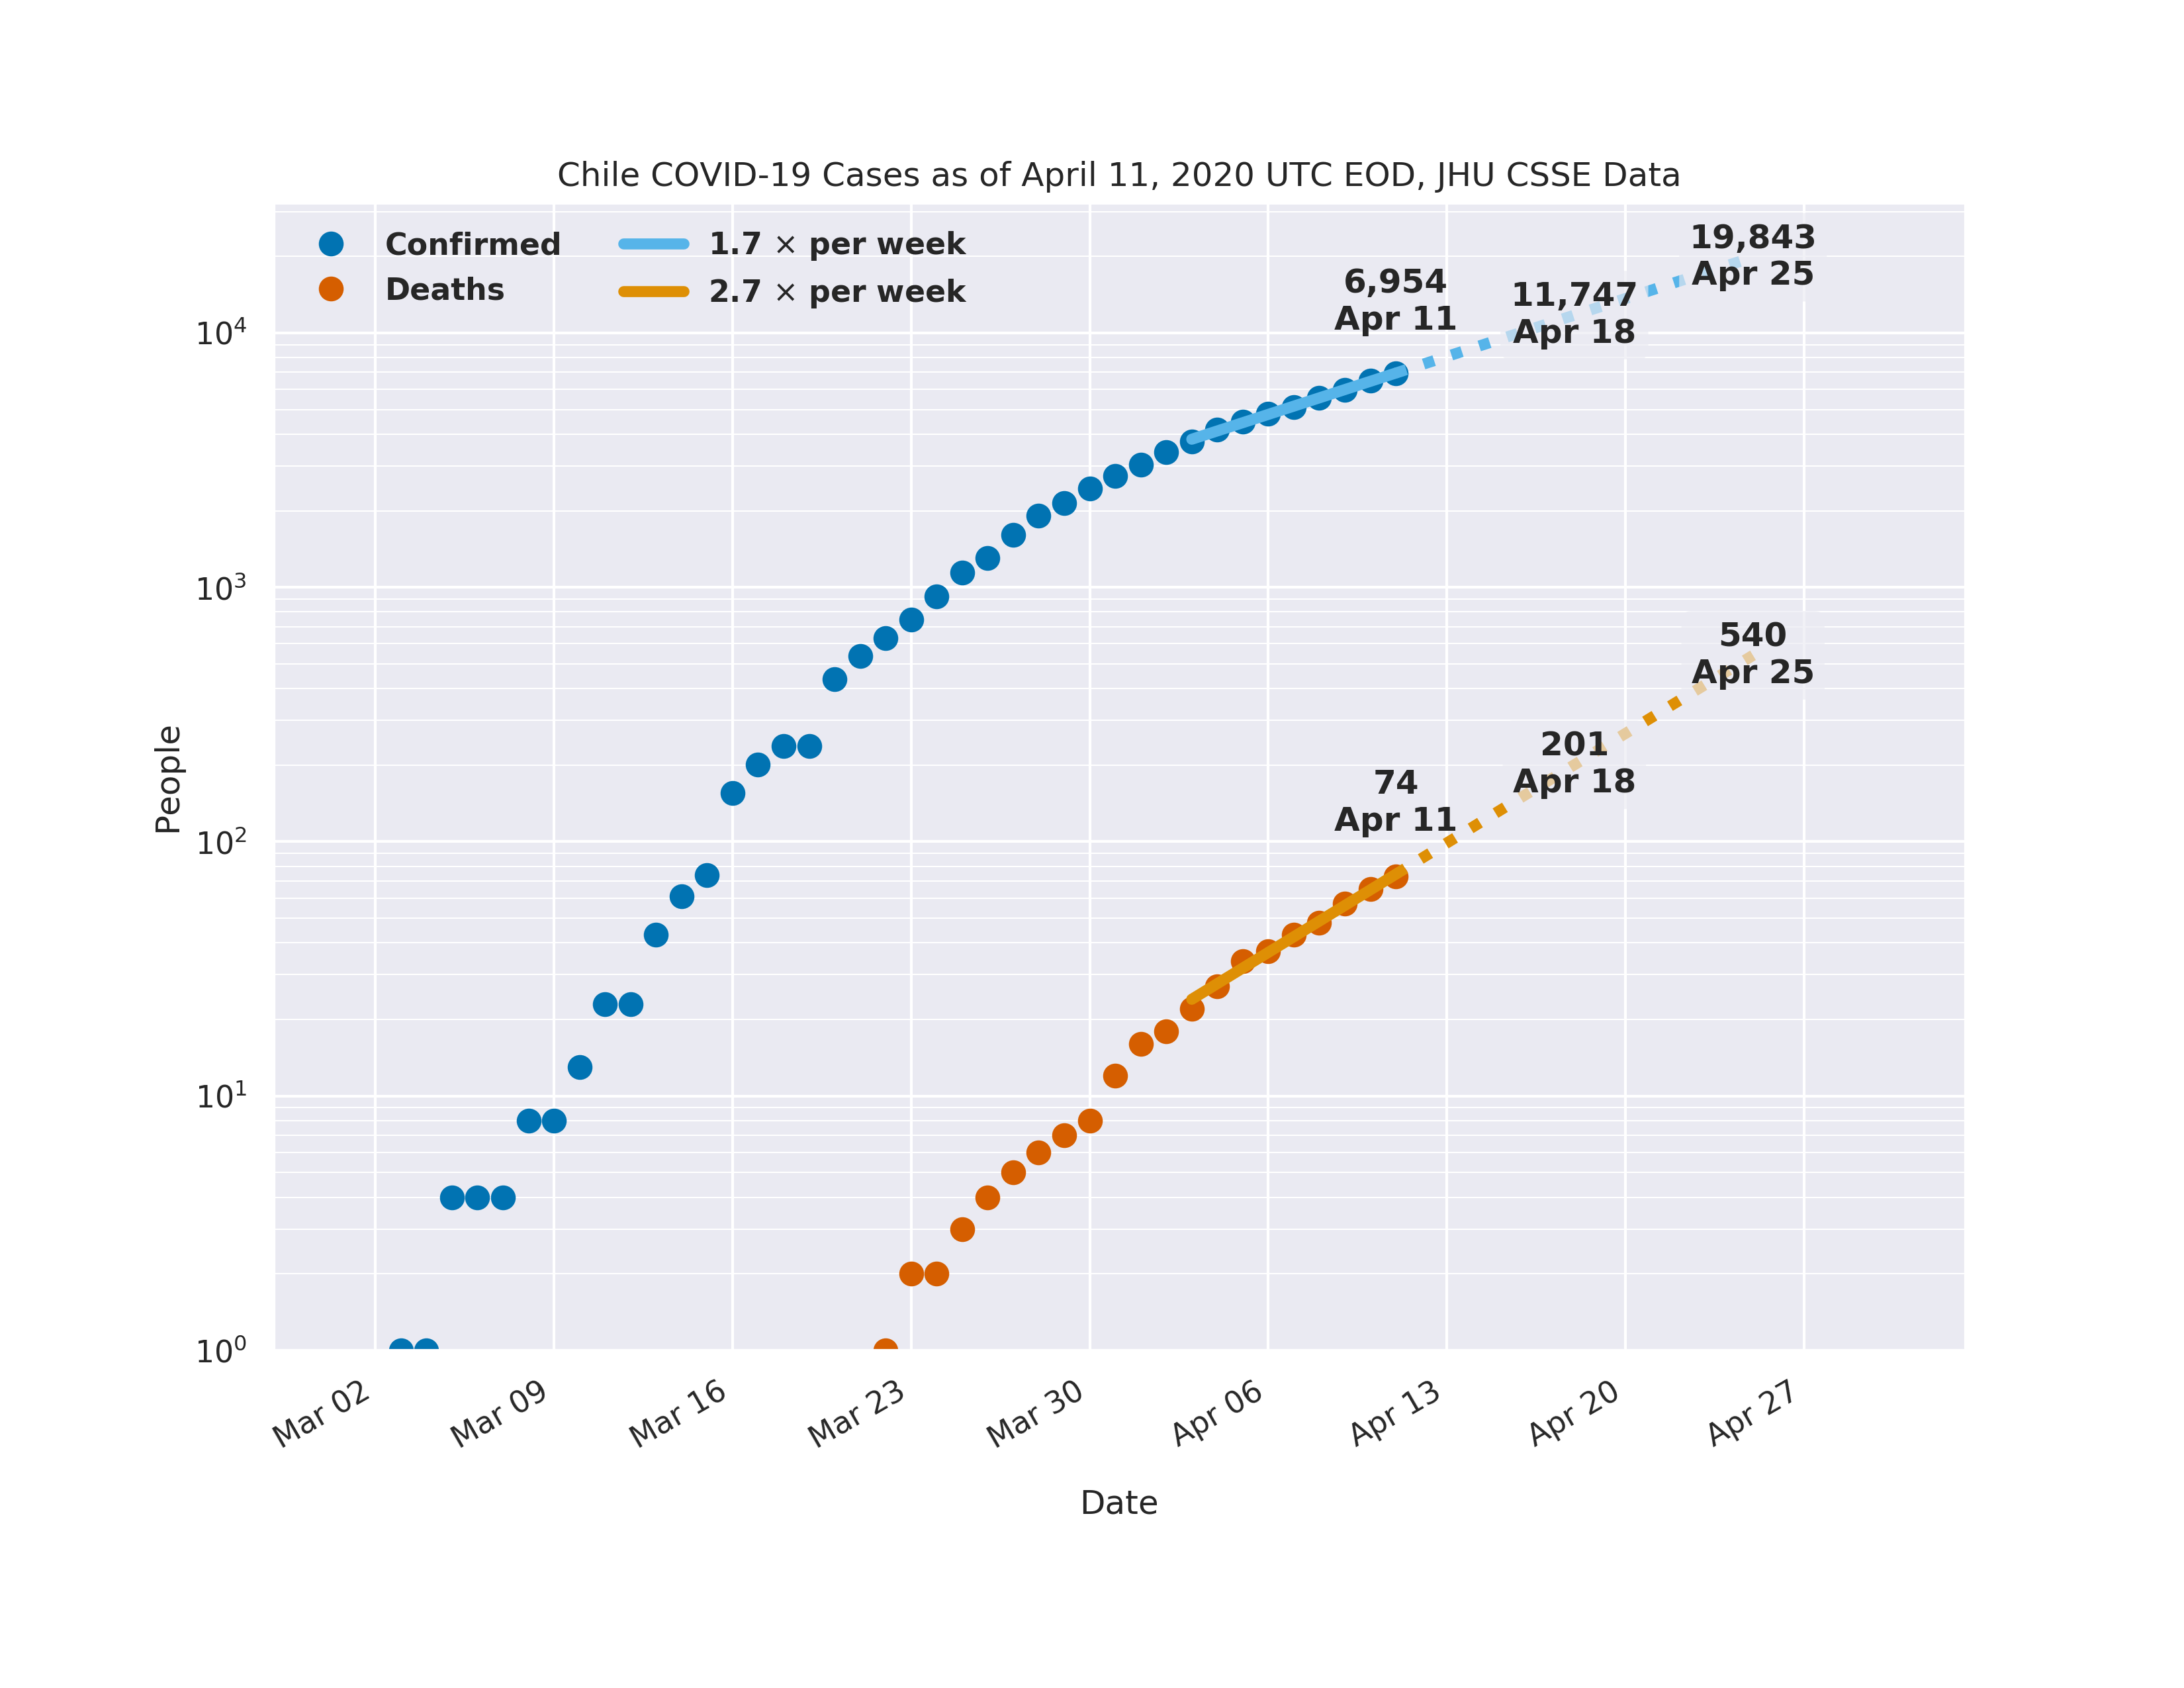 Chile COVID-19 Cases as of April 11, 2020 UTC EOD, JHU CSSE Data
Confirmed
Deaths
1.7 × per week
2.7 × per week
6,954
Apr 11
11,747
Apr 18
19,843
Apr 25
74
Apr 11
201
Apr 18
540
Apr 25
People
10⁴
10³
10²
10¹
10⁰
Mar 02
Mar 09
Mar 16
Mar 23
Mar 30
Apr 06
Apr 13
Apr 20
Apr 27
Date